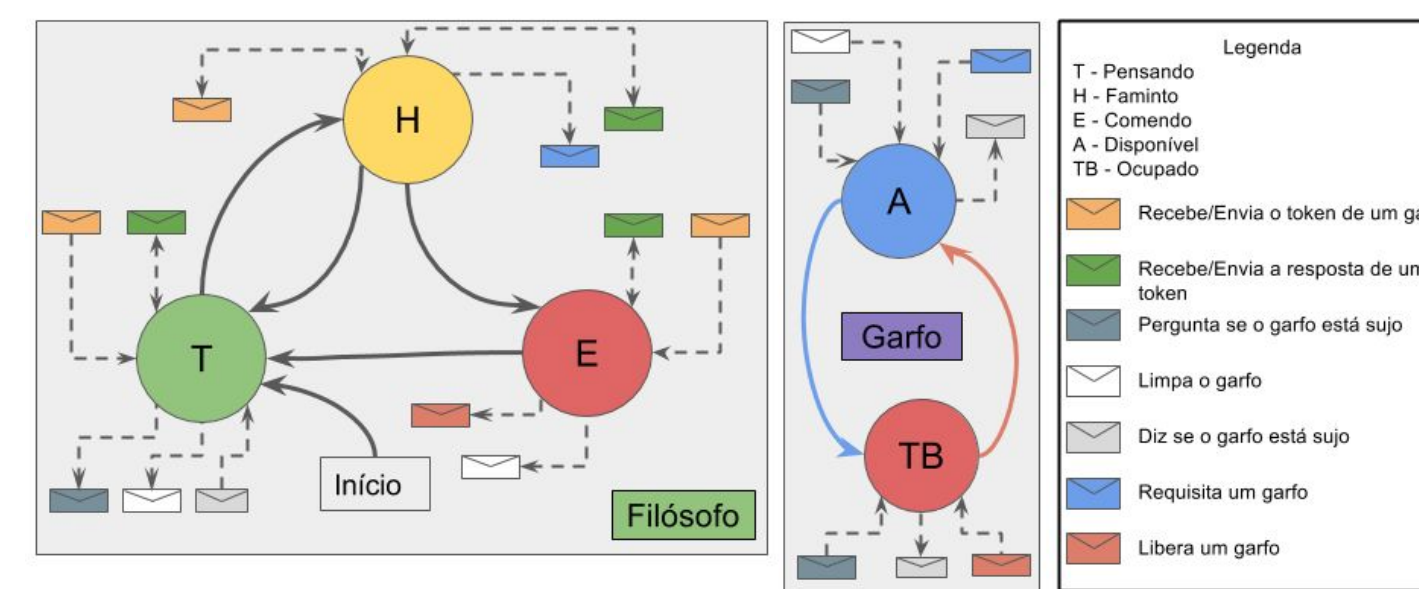 H
T
E
Início
Filósofo
A
Garfo
TB
Legenda
T - Pensando
H - Faminto
E - Comendo
A - Disponível
TB - Ocupado
Recebe/Envia o token de um
Recebe/Envia a resposta de
token
Pergunta se o garfo está sujo
Limpa o garfo
Diz se o garfo está sujo
Requisita um garfo
Libera um garfo